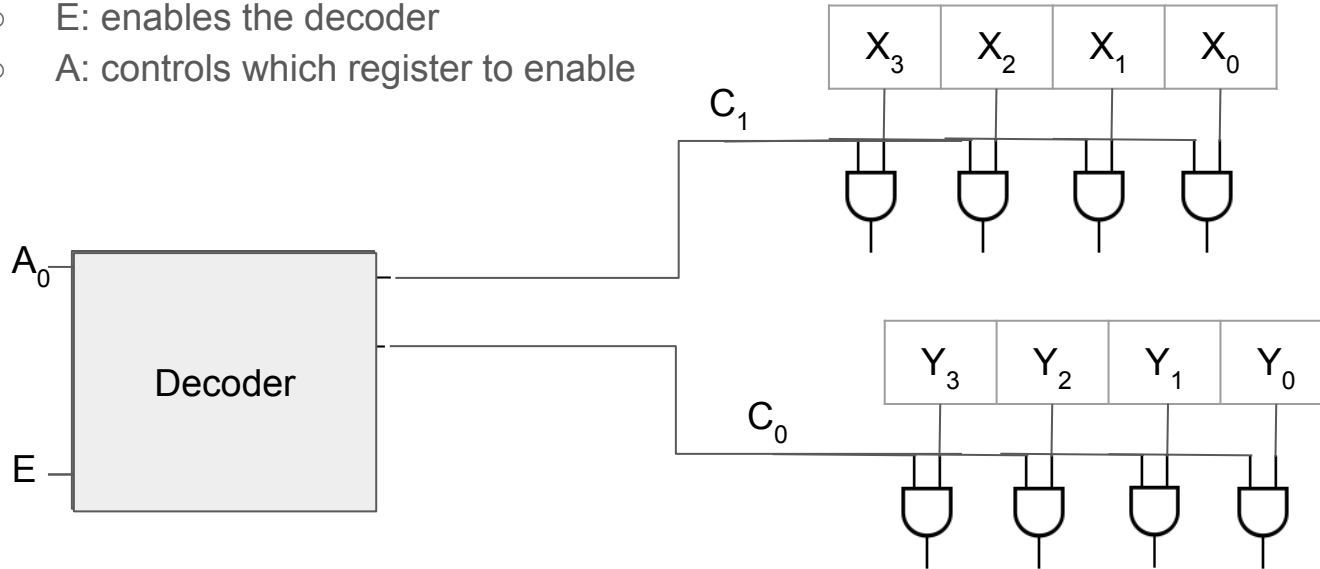 ○ E: enables the decoder
○ A: controls which register to enable
X₃ X₂ X₁ X₀
C₁
A₀
Decoder
Y₃ Y₂ Y₁ Y₀
C₀
E